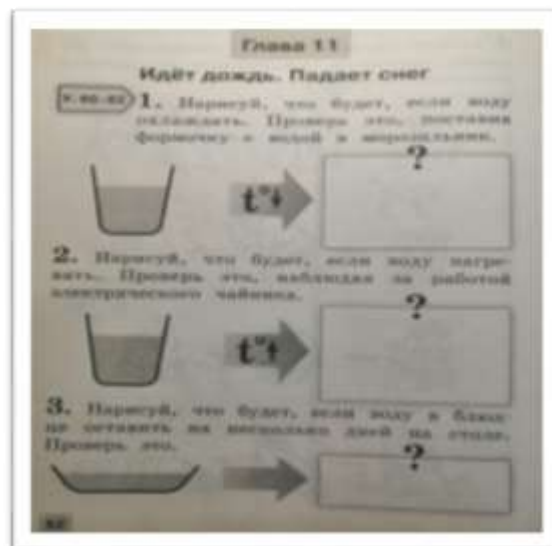 Глава 11
Идёт дождь. Падает снег
1. Нарисуй, что будет, если воду
охлаждать. Проверь это, поставив
формочку с водой в морозильник.
?
t°↓
2. Нарисуй, что будет, если воду нагре-
вать. Проверь это, наблюдая за работой
электрического чайника.
?
t°↑
3. Нарисуй, что будет, если воду в блюд-
це оставить на несколько дней на столе.
Проверь это.
?